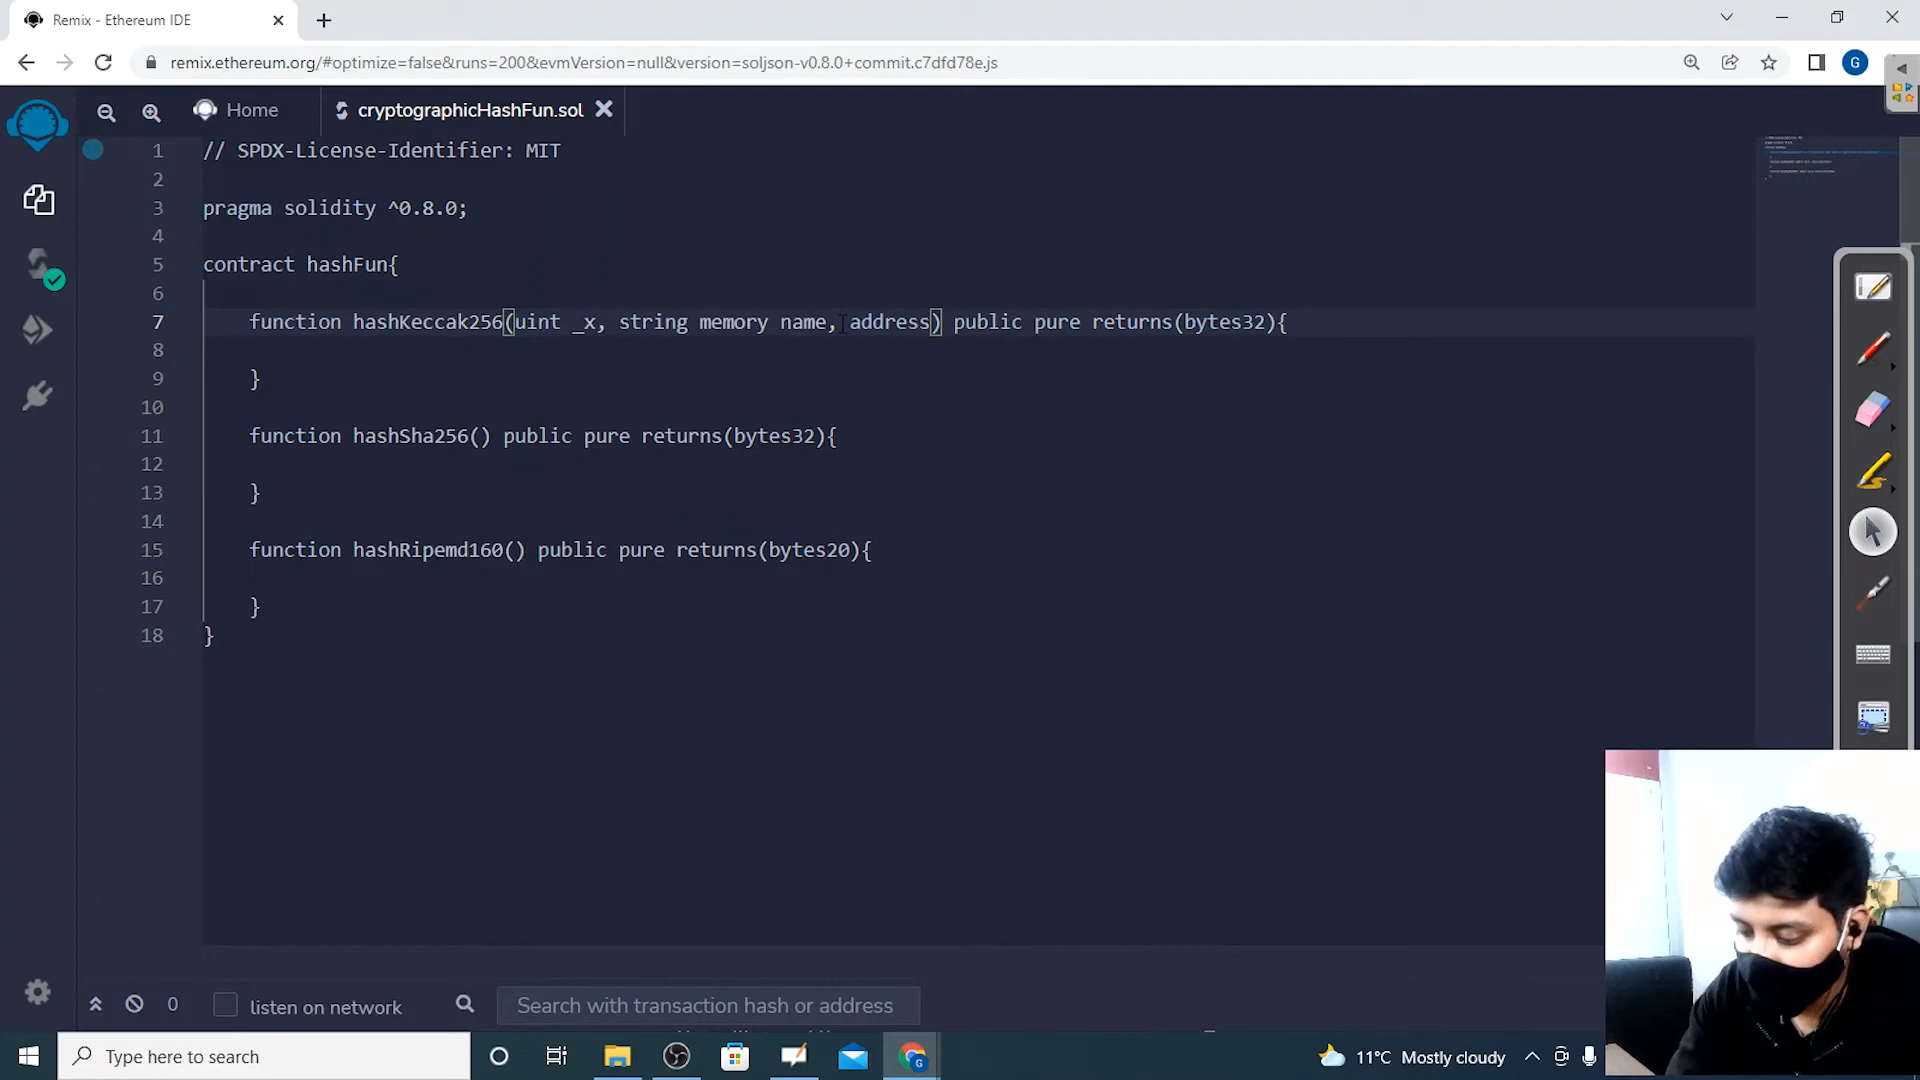 Remix - Ethereum IDE
remix.ethereum.org/#optimize=false&runs=200&evmVersion=null&version=soljson-v0.8.0+commit.c7dfd78e.js
G
Home
cryptographicHashFun.sol
1 // SPDX-License-Identifier: MIT
2
3 pragma solidity ^0.8.0;
4
5 contract hashFun{
6
7 function hashKeccak256(uint _x, string memory name, address) public pure returns(bytes32){
8
9 }
10
11 function hashSha256() public pure returns(bytes32){
12
13 }
14
15 function hashRipemd160() public pure returns(bytes20){
16
17 }
18 }
0
listen on network
Search with transaction hash or address
Type here to search
11°C Mostly cloudy